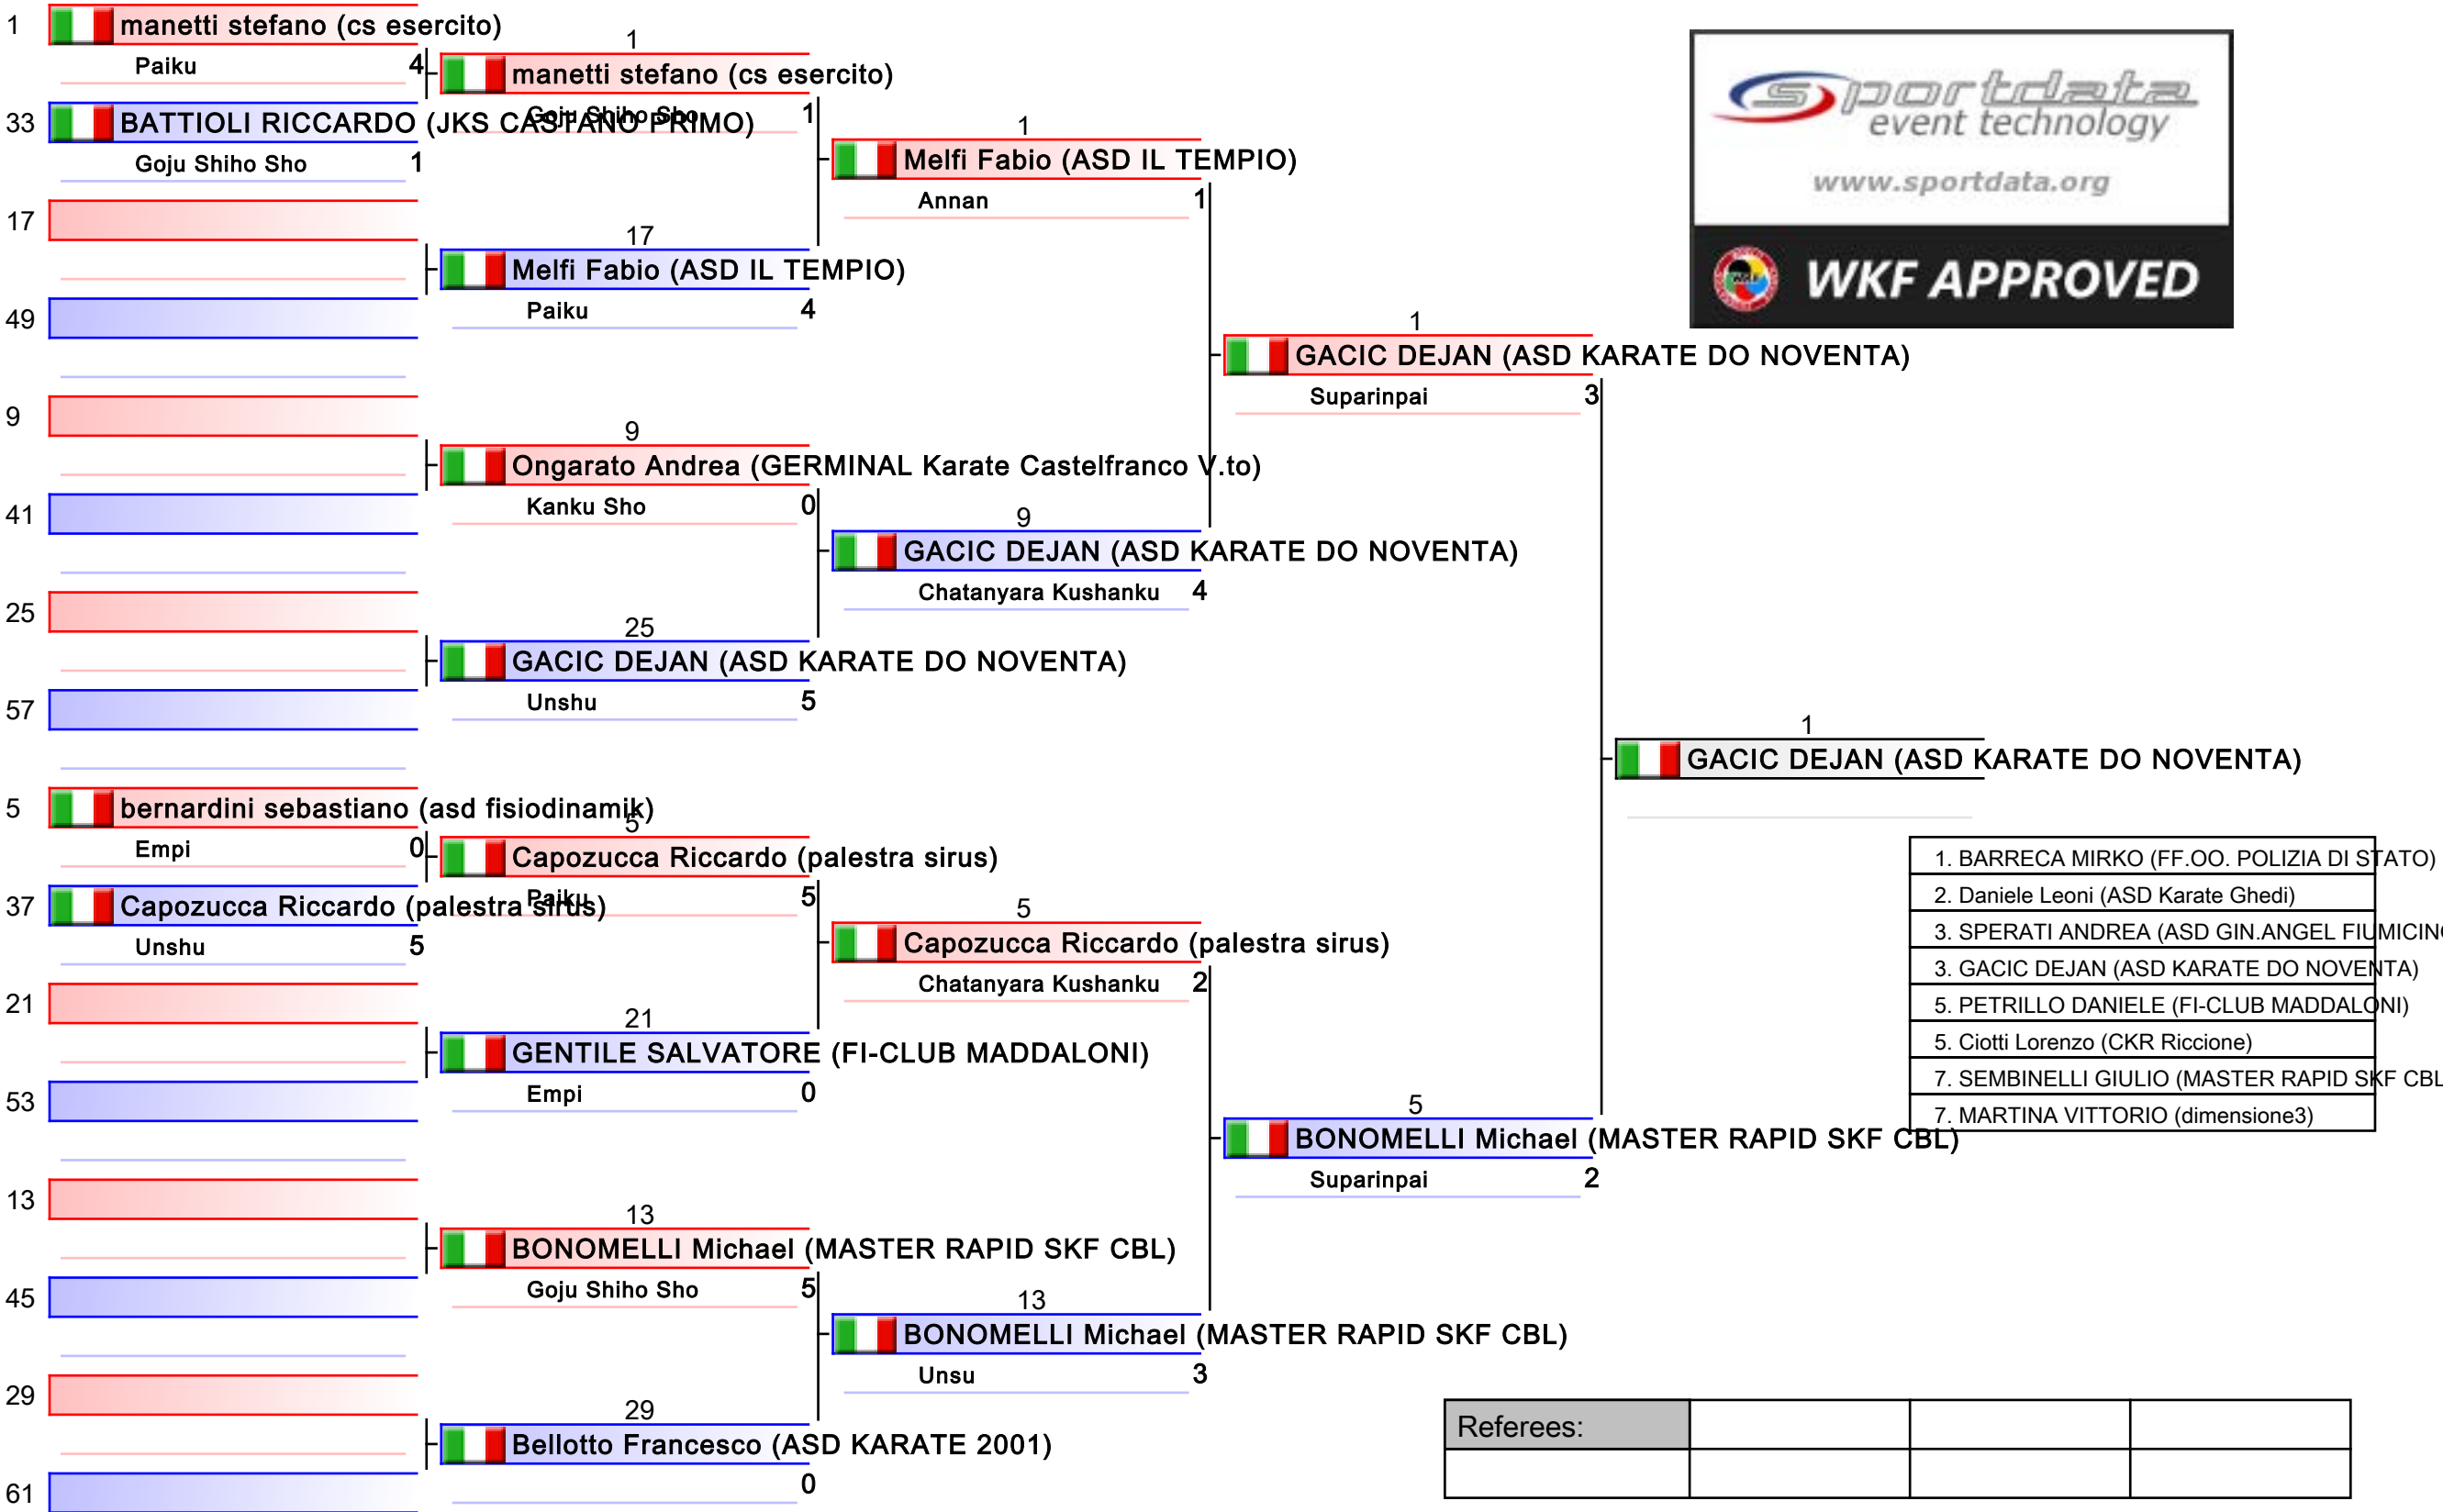 1
manetti stefano (cs esercito)
Paiku 4
33
BATTIOLI RICCARDO (JKS CASTANO PRIMO)
Goju Shiho Sho 1
17
49
9
41
25
57
5
bernardini sebastiano (asd fisiodinamik)
Empi 0
37
Capozucca Riccardo (palestra sirus)
Unshu 5
21
53
13
45
29
61
1
manetti stefano (cs esercito)
Goju Shiho Sho 1
17
Melfi Fabio (ASD IL TEMPIO)
Paiku 4
9
Ongarato Andrea (GERMINAL Karate Castelfranco V.to)
Kanku Sho 0
25
GACIC DEJAN (ASD KARATE DO NOVENTA)
Unshu 5
5
Capozucca Riccardo (palestra sirus)
Paiku 5
21
GENTILE SALVATORE (FI-CLUB MADDALONI)
Empi 0
13
BONOMELLI Michael (MASTER RAPID SKF CBL)
Goju Shiho Sho 5
29
Bellotto Francesco (ASD KARATE 2001)
0
1
Melfi Fabio (ASD IL TEMPIO)
Annan 1
9
GACIC DEJAN (ASD KARATE DO NOVENTA)
Chatanyara Kushanku 4
5
Capozucca Riccardo (palestra sirus)
Chatanyara Kushanku 2
13
BONOMELLI Michael (MASTER RAPID SKF CBL)
Unsu 3
1
GACIC DEJAN (ASD KARATE DO NOVENTA)
Suparinpai 3
5
BONOMELLI Michael (MASTER RAPID SKF CBL)
Suparinpai 2
1
GACIC DEJAN (ASD KARATE DO NOVENTA)
sportdata
event technology
www.sportdata.org
WKF APPROVED
1. BARRECA MIRKO (FF.OO. POLIZIA DI STATO)
2. Daniele Leoni (ASD Karate Ghedi)
3. SPERATI ANDREA (ASD GIN.ANGEL FIUMICINO
3. GACIC DEJAN (ASD KARATE DO NOVENTA)
5. PETRILLO DANIELE (FI-CLUB MADDALONI)
5. Ciotti Lorenzo (CKR Riccione)
7. SEMBINELLI GIULIO (MASTER RAPID SKF CBL
7. MARTINA VITTORIO (dimensione3)
Referees: